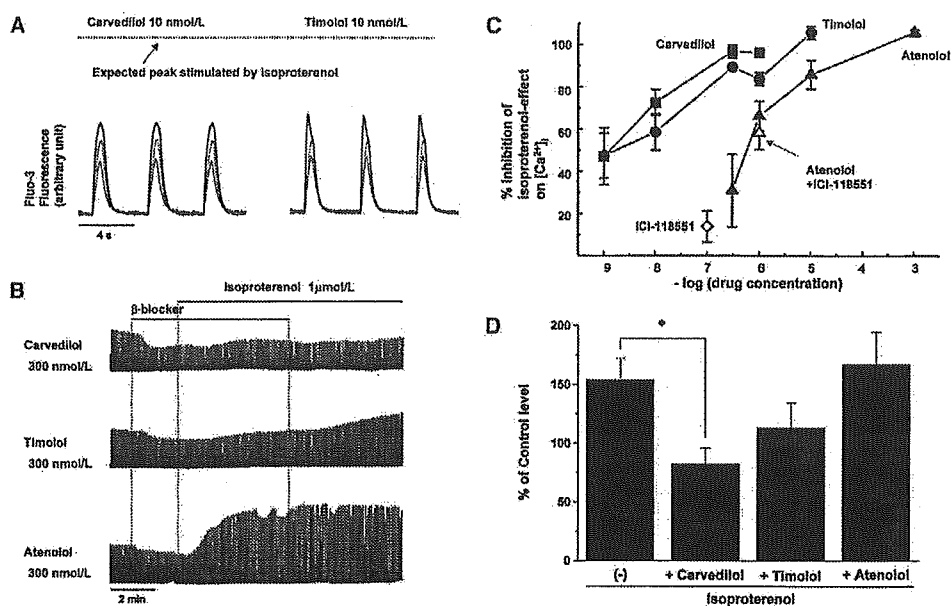 A
Carvedilol 10 nmol/L
Timolol 10 nmol/L
Expected peak stimulated by isoproterenol
Fluo-3
Fluorescence
(arbitrary unit)
4 s
B
Isoproterenol 1μmol/L
β-blocker
Carvedilol
300 nmol/L
Timolol
300 nmol/L
Atenolol
300 nmol/L
2 min
C
% inhibition of
isoproterenol-effect
on [Ca²⁺]i
100
80
60
40
20
Carvedilol
Timolol
Atenolol
Atenolol
+ICI-118551
ICI-118551
9 8 7 6 5 4 3
- log (drug concentration)
D
% of Control level
200
150
100
50
0
*
(-) + Carvedilol + Timolol + Atenolol
Isoproterenol